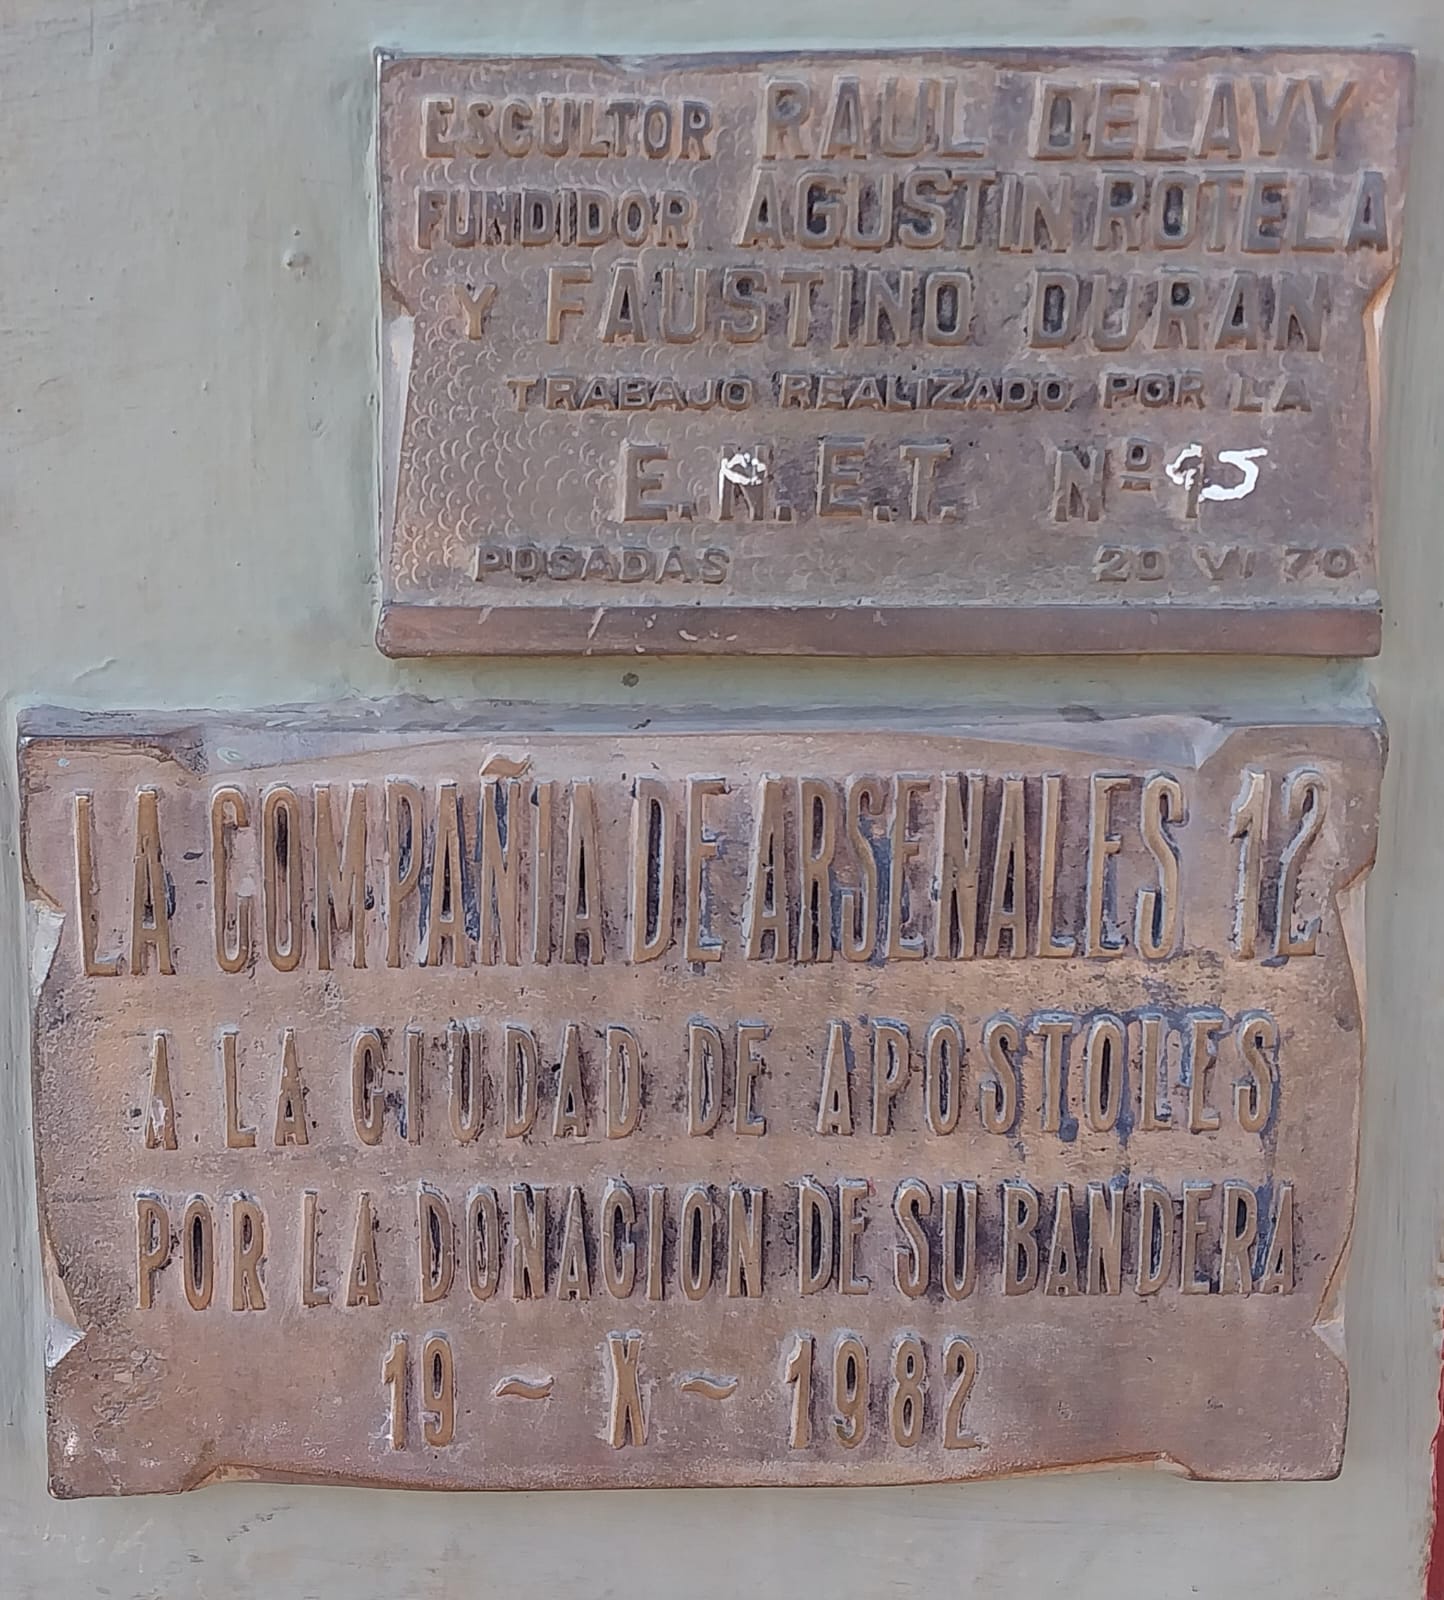 ESCULTOR RAUL DELAVY
FUNDIDOR AGUSTIN ROTELA
Y FAUSTINO DURAN
TRABAJO REALIZADO POR LA
E.N.E.T. Nº 1
POSADAS 20 VI 70
LA COMPAÑIA DE ARSENALES 12
A LA CIUDAD DE APOSTOLES
POR LA DONACION DE SU BANDERA
19 ~ X ~ 1982